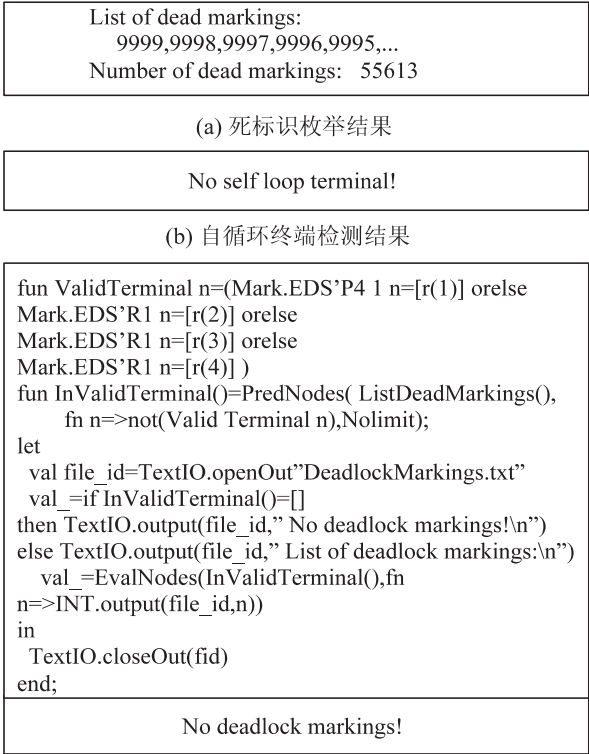 List of dead markings:
9999,9998,9997,9996,9995,...
Number of dead markings: 55613
(a) 死标识枚举结果
No self loop terminal!
(b) 自循环终端检测结果
fun ValidTerminal n=(Mark.EDS’P4 1 n=[r(1)] orelse
Mark.EDS’R1 n=[r(2)] orelse
Mark.EDS’R1 n=[r(3)] orelse
Mark.EDS’R1 n=[r(4)] )
fun InValidTerminal()=PredNodes( ListDeadMarkings(),
fn n=>not(Valid Terminal n),Nolimit);
let
val file_id=TextIO.openOut”DeadlockMarkings.txt”
val_=if InValidTerminal()=[]
then TextIO.output(file_id,” No deadlock markings!\n”)
else TextIO.output(file_id,” List of deadlock markings:\n”)
val_=EvalNodes(InValidTerminal(),fn
n=>INT.output(file_id,n))
in
TextIO.closeOut(fid)
end;
No deadlock markings!